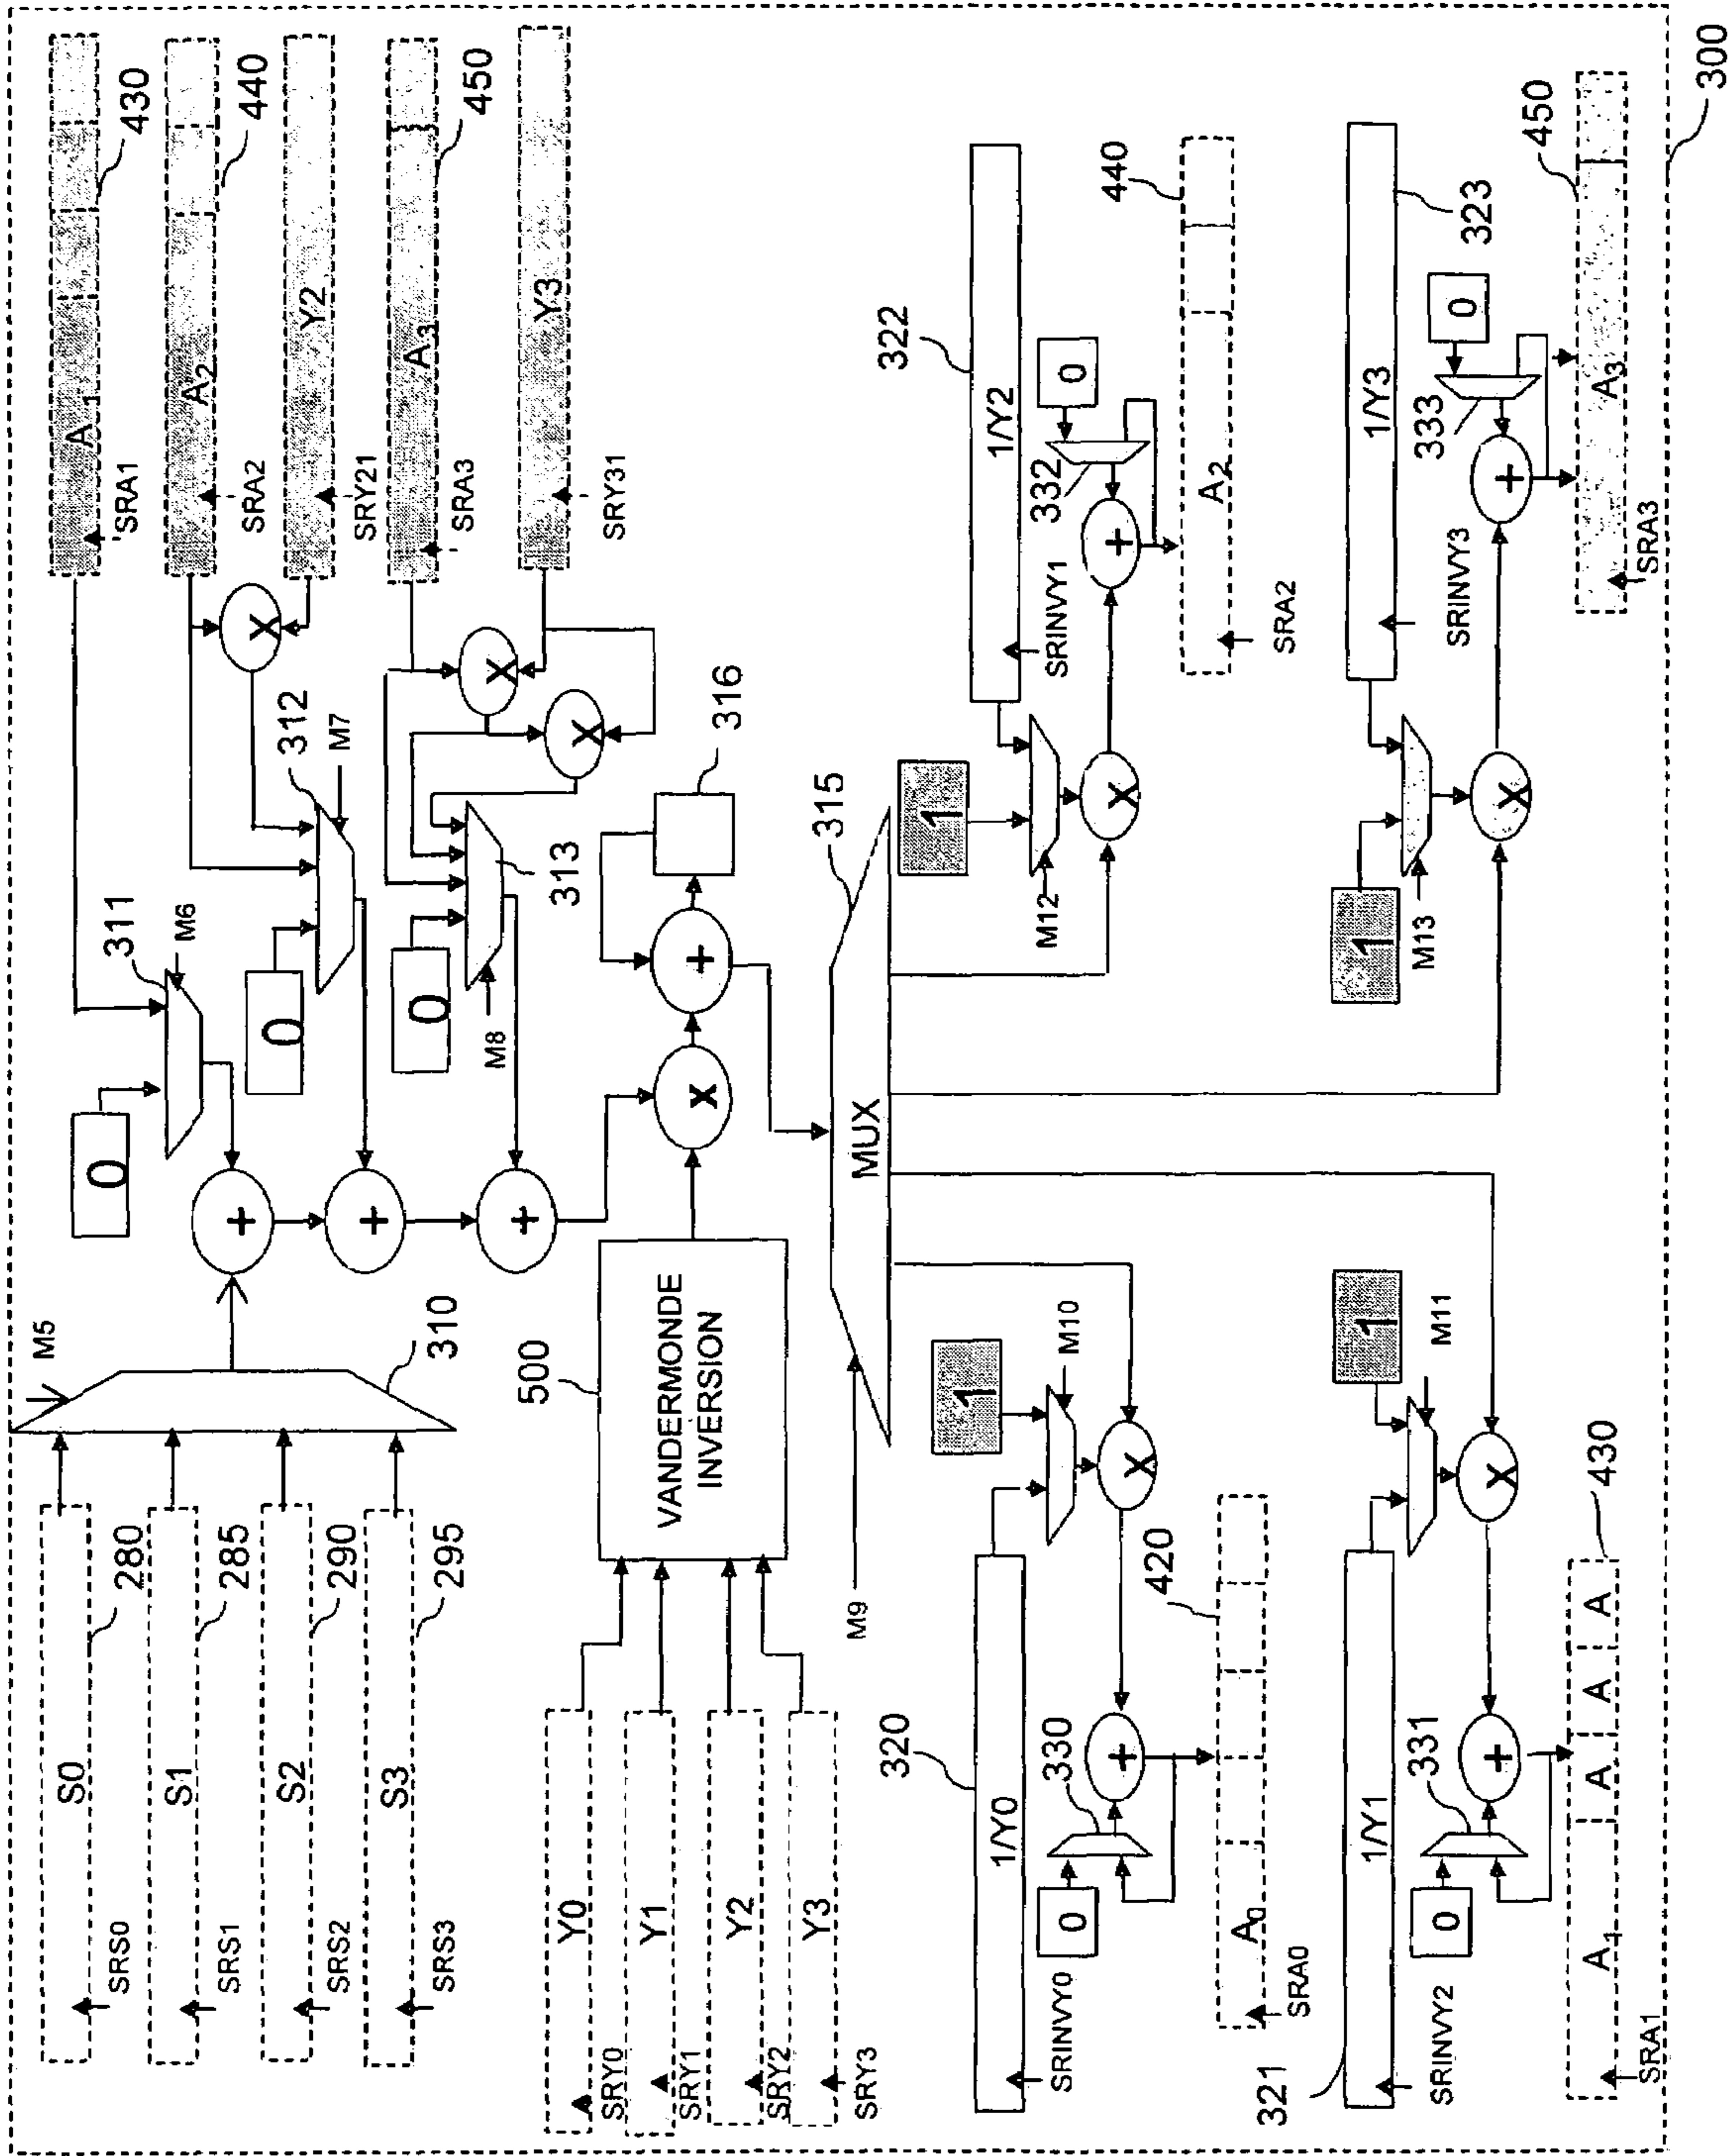 M5
S0
280
SRS0
S1
285
SRS1
S2
290
SRS2
S3
295
SRS3
310
0
311
M6
A1
SRA1
430
0
312
M7
A2
SRA2
440
X
Y2
SRY21
0
313
M8
A3
SRA3
450
X
X
Y3
SRY31
+
+
+
Y0
SRY0
Y1
SRY1
Y2
SRY2
Y3
SRY3
500
VANDERMONDE
INVERSION
X
+
316
MUX
315
M9
320
1/Y0
SRINVY0
1
M10
X
0
330
+
A0
420
SRA0
321
1/Y1
SRINVY2
1
M11
X
0
331
+
A1
A
A
A
430
SRA1
322
1/Y2
SRINVY1
1
M12
X
0
332
+
A2
440
SRA2
1/Y3
323
SRINVY3
1
M13
X
0
333
+
A3
450
SRA3
300